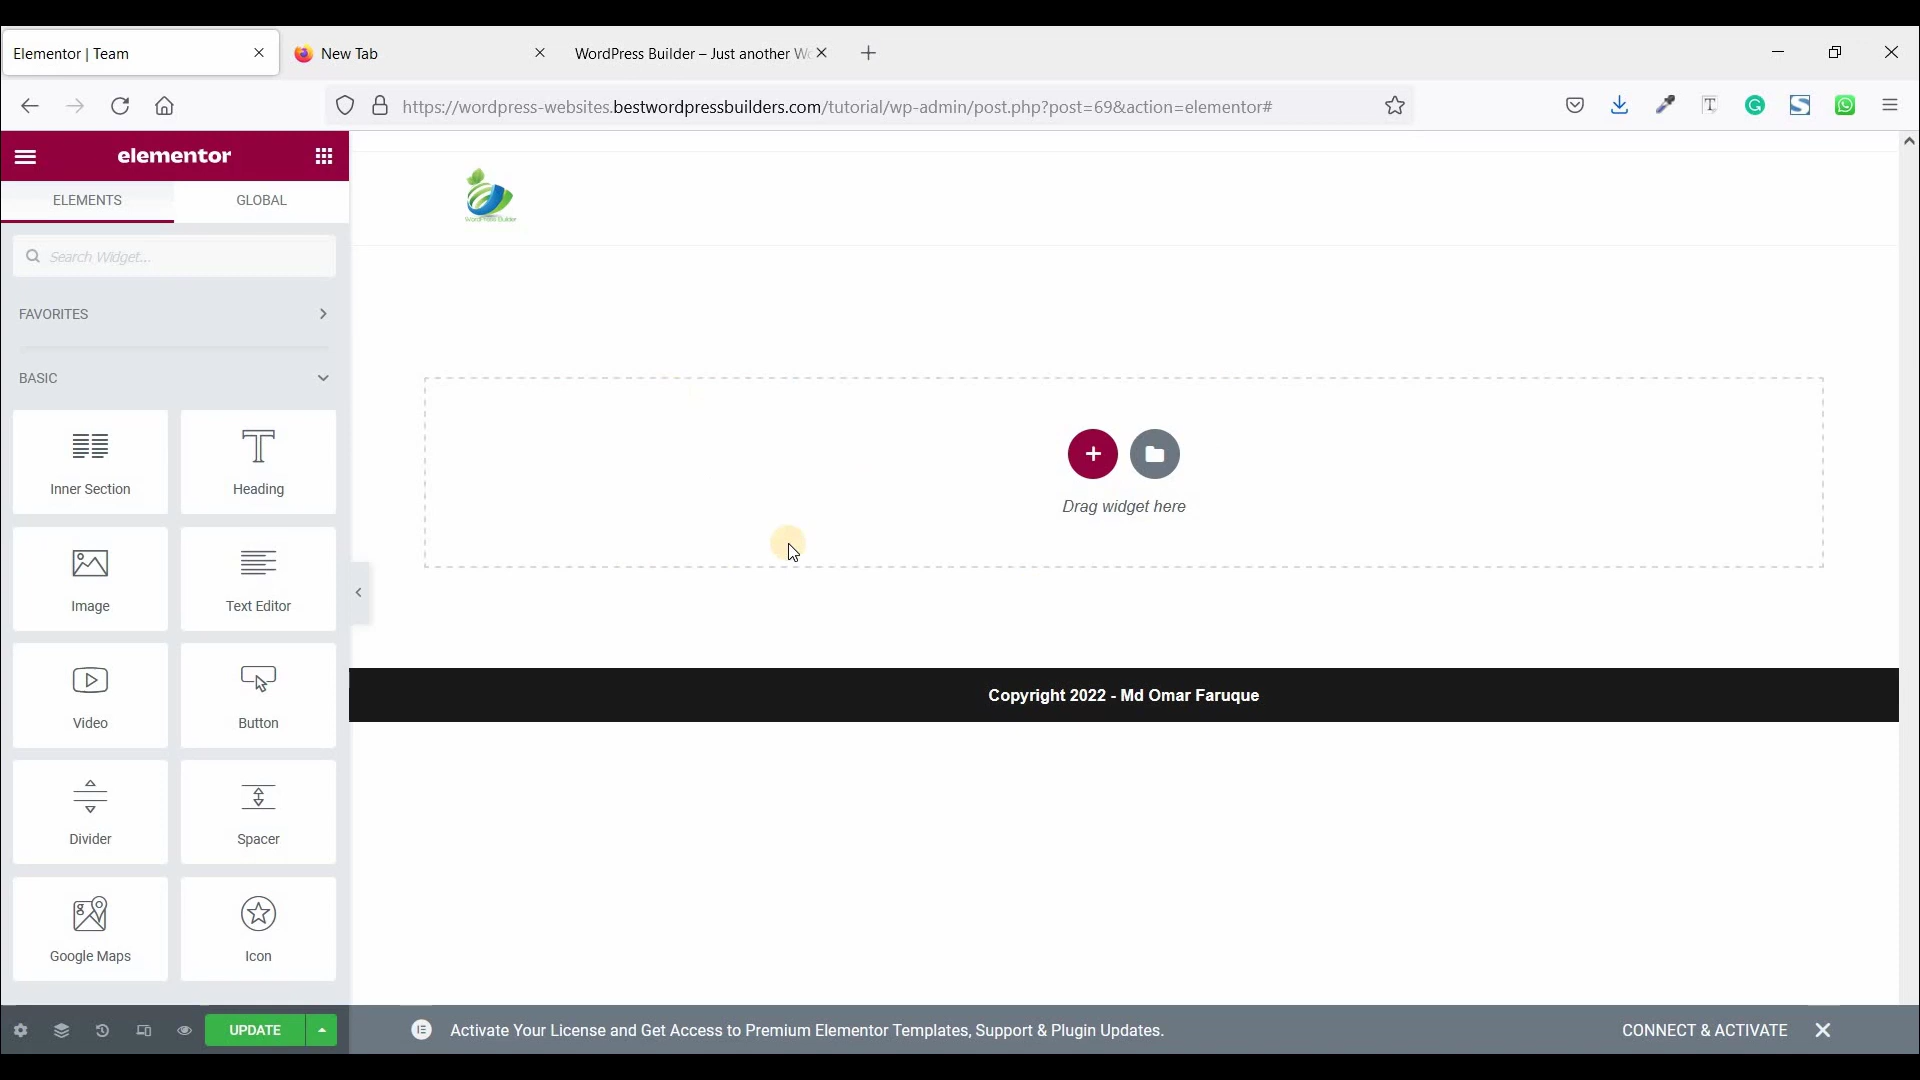 Elementor | Team
New Tab
WordPress Builder – Just another Wo
https://wordpress-websites.bestwordpressbuilders.com/tutorial/wp-admin/post.php?post=69&action=elementor#
elementor
ELEMENTS
GLOBAL
Search Widget...
FAVORITES
BASIC
Inner Section
Heading
Image
Text Editor
Video
Button
Divider
Spacer
Google Maps
Icon
UPDATE
WordPress Builder
Drag widget here
Copyright 2022 - Md Omar Faruque
Activate Your License and Get Access to Premium Elementor Templates, Support & Plugin Updates.
CONNECT & ACTIVATE